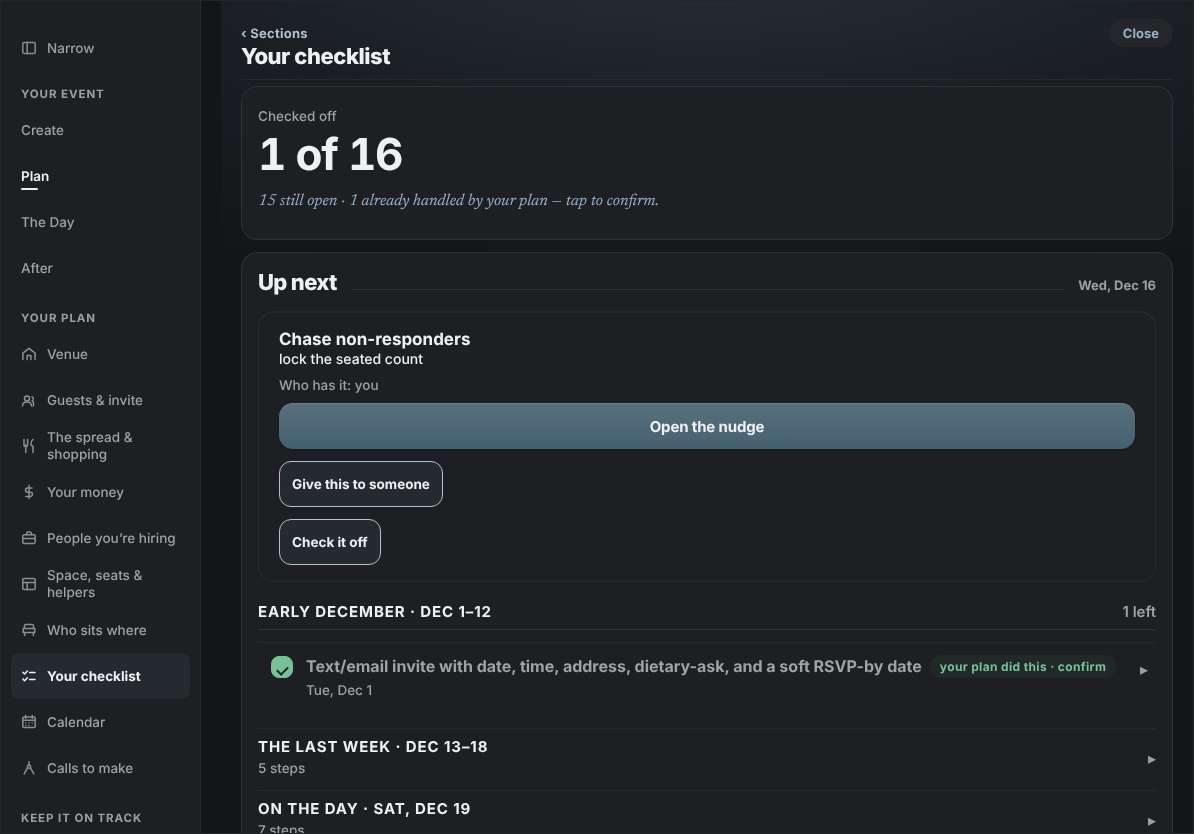 Narrow
YOUR EVENT
Create
Plan
The Day
After
YOUR PLAN
Venue
Guests & invite
The spread &
shopping
Your money
People you're hiring
Space, seats &
helpers
Who sits where
Your checklist
Calendar
Calls to make
KEEP IT ON TRACK
‹ Sections
Your checklist
Close
Checked off
1 of 16
15 still open · 1 already handled by your plan — tap to confirm.
Up next
Wed, Dec 16
Chase non-responders
lock the seated count
Who has it: you
Open the nudge
Give this to someone
Check it off
EARLY DECEMBER · DEC 1–12
1 left
Text/email invite with date, time, address, dietary-ask, and a soft RSVP-by date
your plan did this · confirm
Tue, Dec 1
THE LAST WEEK · DEC 13–18
5 steps
ON THE DAY · SAT, DEC 19
7 steps